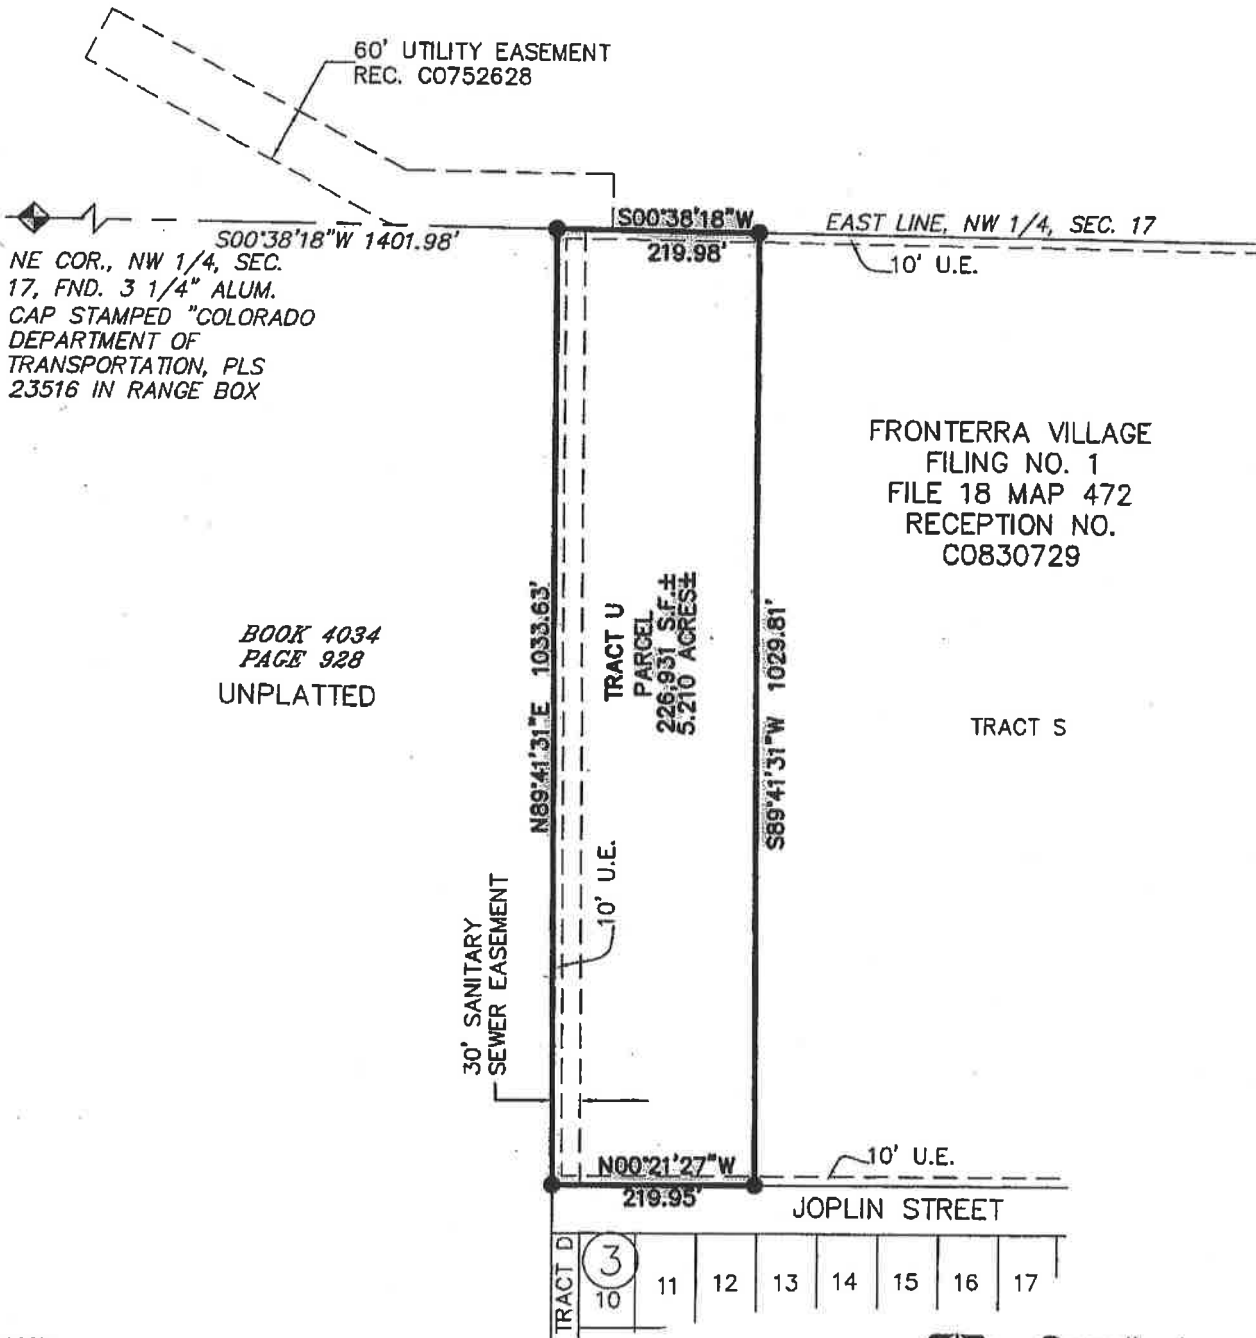 60' UTILITY EASEMENT
REC. C0752628
S00°38'18"W
219.98'
EAST LINE, NW 1/4, SEC. 17
10' U.E.
S00°38'18"W 1401.98'
NE COR., NW 1/4, SEC.
17, FND. 3 1/4" ALUM.
CAP STAMPED "COLORADO
DEPARTMENT OF
TRANSPORTATION, PLS
23516 IN RANGE BOX
FRONTERRA VILLAGE
FILING NO. 1
FILE 18 MAP 472
RECEPTION NO.
C0830729
BOOK 4034
PAGE 928
UNPLATTED
N89°41'31"E 1033.63'
TRACT U
PARCEL
226,931 S.F.±
5.210 ACRES±
S89°41'31"W 1029.81'
TRACT S
10' U.E.
30' SANITARY
SEWER EASEMENT
N00°21'27"W
219.95'
10' U.E.
JOPLIN STREET
TRACT D
3
10
11
12
13
14
15
16
17